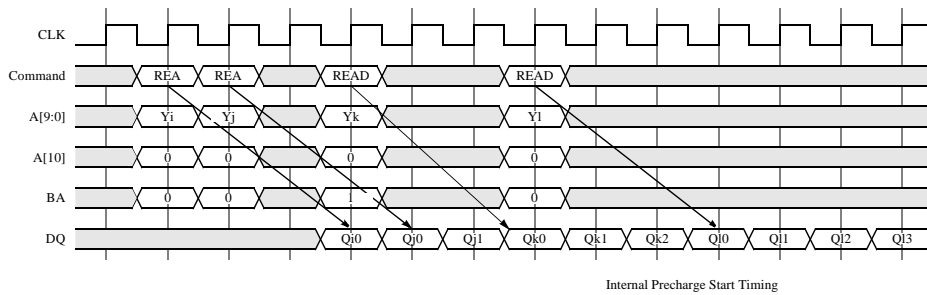 CLK
Command REA REA READ READ
A[9:0] Yi Yj Yk Yl
A[10] 0 0 0 0
BA 0 0 1 0
DQ Qi0 Qj0 Qj1 Qk0 Qk1 Qk2 Ql0 Ql1 Ql2 Ql3
Internal Precharge Start Timing